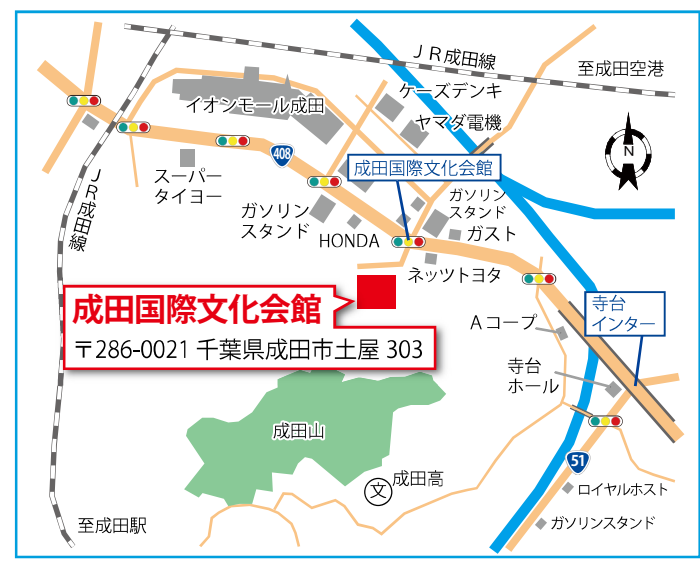 JR成田線
至成田空港
ケーズデンキ
イオンモール成田
ヤマダ電機
N
408
成田国際文化会館
スーパー
タイヨー
JR成田線
ガソリン
スタンド
ガソリン
スタンド
HONDA
ガスト
ネッツトヨタ
成田国際文化会館
〒286-0021 千葉県成田市土屋 303
寺台
インター
Aコープ
寺台
ホール
成田山
51
文
成田高
ロイヤルホスト
至成田駅
ガソリンスタンド